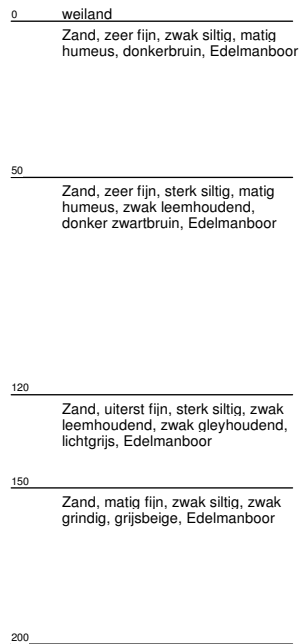 0 weiland
Zand, zeer fijn, zwak siltig, matig
humeus, donkerbruin, Edelmanboor
50
Zand, zeer fijn, sterk siltig, matig
humeus, zwak leemhoudend,
donker zwartbruin, Edelmanboor
120
Zand, uiterst fijn, sterk siltig, zwak
leemhoudend, zwak gleyhoudend,
lichtgrijs, Edelmanboor
150
Zand, matig fijn, zwak siltig, zwak
grindig, grijsbeige, Edelmanboor
200